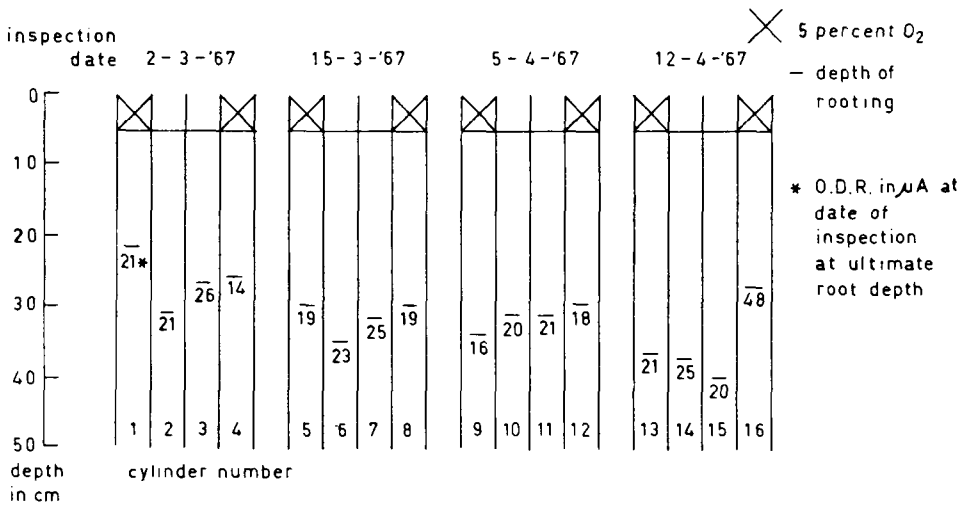 inspection
date 2-3-'67 15-3-'67 5-4-'67 12-4-'67
5 percent O₂
– depth of
rooting
* O.D.R. in µA at
date of
inspection
at ultimate
root depth
0
10
20
30
40
50
21* 21 26 14
19 23 25 19
16 20 21 18
21 25 20 48
1 2 3 4 5 6 7 8 9 10 11 12 13 14 15 16
depth
in cm
cylinder number